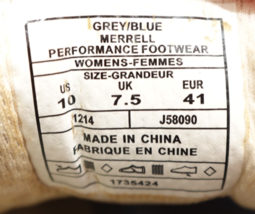 GREY/BLUE
MERRELL
PERFORMANCE FOOTWEAR
WOMENS-FEMMES
SIZE-GRANDEUR
US UK EUR
10 7.5 41
1214 J58090
MADE IN CHINA
FABRIQUE EN CHINE
1735424